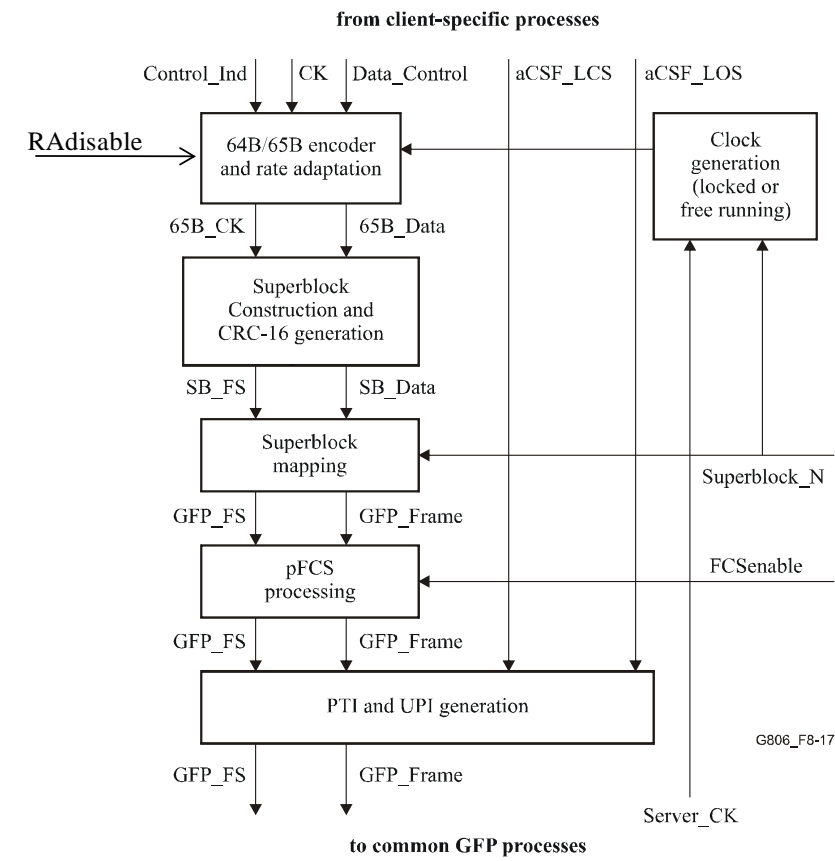 from client-specific processes
Control_Ind
CK
Data_Control
aCSF_LCS
aCSF_LOS
RAdisable
64B/65B encoder
and rate adaptation
Clock
generation
(locked or
free running)
65B_CK
65B_Data
Superblock
Construction and
CRC-16 generation
SB_FS
SB_Data
Superblock
mapping
Superblock_N
GFP_FS
GFP_Frame
pFCS
processing
FCSenable
GFP_FS
GFP_Frame
PTI and UPI generation
G806_F8-17
GFP_FS
GFP_Frame
Server_CK
to common GFP processes